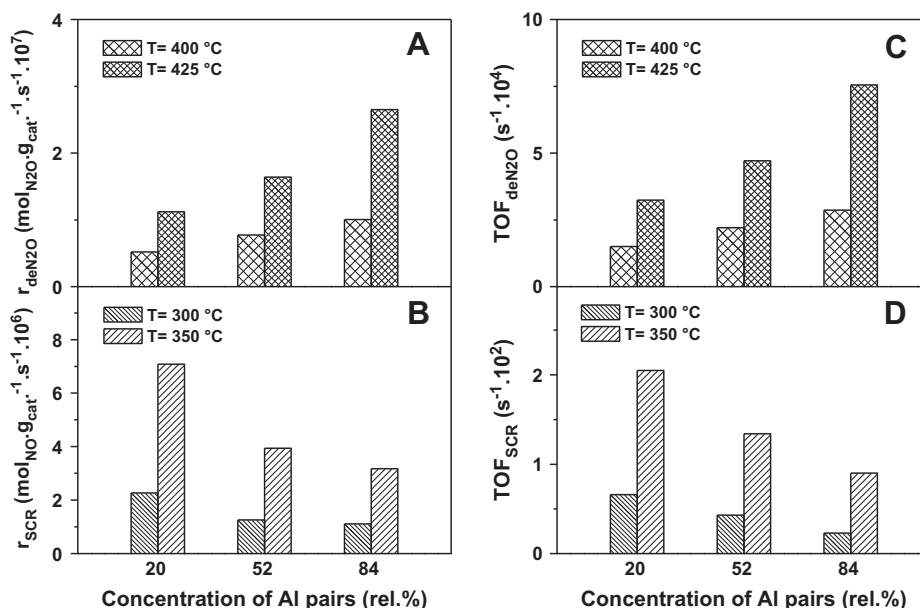 A
T= 400 °C
T= 425 °C
r_deN2O (mol_N2O·g_cat·⁻¹·s⁻¹·10⁷)
4
2
0
B
T= 300 °C
T= 350 °C
r_SCR (mol_NO·g_cat·⁻¹·s⁻¹·10⁶)
8
6
4
2
0
20 52 84
Concentration of Al pairs (rel.%)
C
T= 400 °C
T= 425 °C
TOF_deN2O (s⁻¹·10⁴)
10
5
0
D
T= 300 °C
T= 350 °C
TOF_SCR (s⁻¹·10²)
2
1
0
20 52 84
Concentration of Al pairs (rel.%)